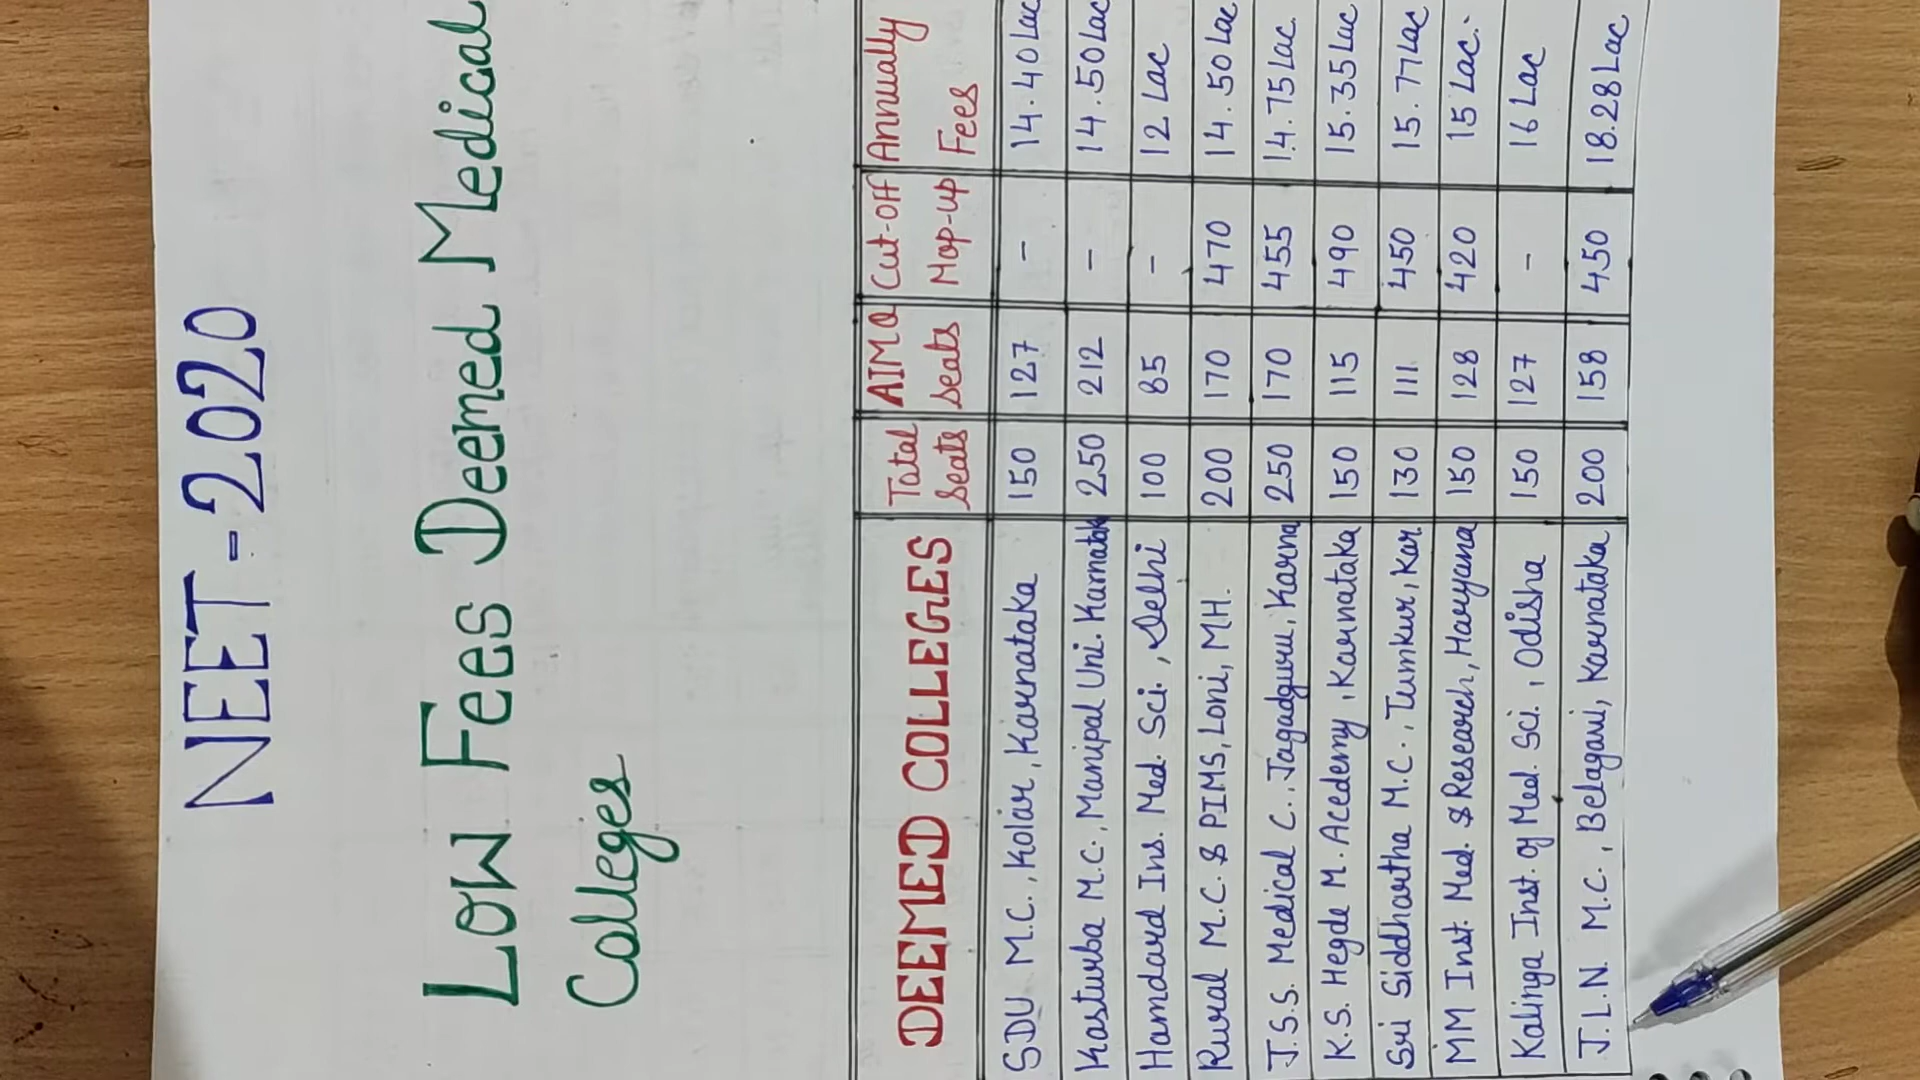 NEET-2020
Low Fees Deemed Medical
Colleges
DEEMED COLLEGES Total Seats AIMQ Seats Cut-off Mop-up Annually Fees
SDU M.C., Kolar, Karnataka 150 127 - 14.40 Lac
Kasturba M.C., Manipal Uni. Karnatak 250 212 - 14.50 Lac
Hamdard Ins. Med. Sci., Delhi 100 85 - 12 Lac
Rural M.C. & PIMS, Loni, MH. 200 170 470 14.50 Lac
J.S.S. Medical C., Jagadguru, Karna 250 170 455 14.75 Lac
K.S. Hegde M. Acedemy, Karnataka 150 115 490 15.35 Lac
Sri Siddhartha M.C., Tumkur, Kar 130 111 450 15.77 Lac
MM Inst. Med. & Research, Haryana 150 128 420 15 Lac.
Kalinga Inst. of Med. Sci., Odisha 150 127 - 16 Lac
J.L.N. M.C., Belagavi, Karnataka 200 158 450 18.28 Lac